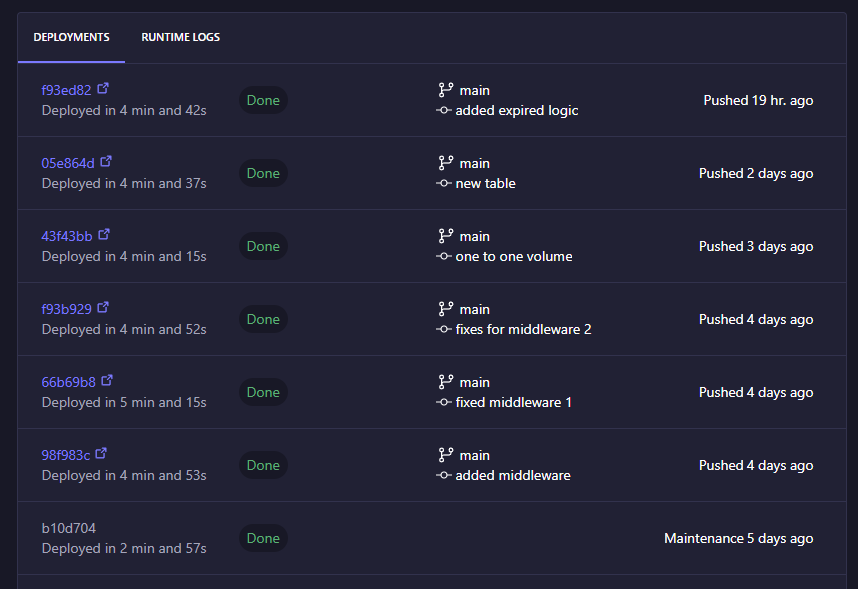 DEPLOYMENTS RUNTIME LOGS
f93ed82 Done main Pushed 19 hr. ago
Deployed in 4 min and 42s added expired logic
05e864d Done main Pushed 2 days ago
Deployed in 4 min and 37s new table
43f43bb Done main Pushed 3 days ago
Deployed in 4 min and 15s one to one volume
f93b929 Done main Pushed 4 days ago
Deployed in 4 min and 52s fixes for middleware 2
66b69b8 Done main Pushed 4 days ago
Deployed in 5 min and 15s fixed middleware 1
98f983c Done main Pushed 4 days ago
Deployed in 4 min and 53s added middleware
b10d704 Done Maintenance 5 days ago
Deployed in 2 min and 57s